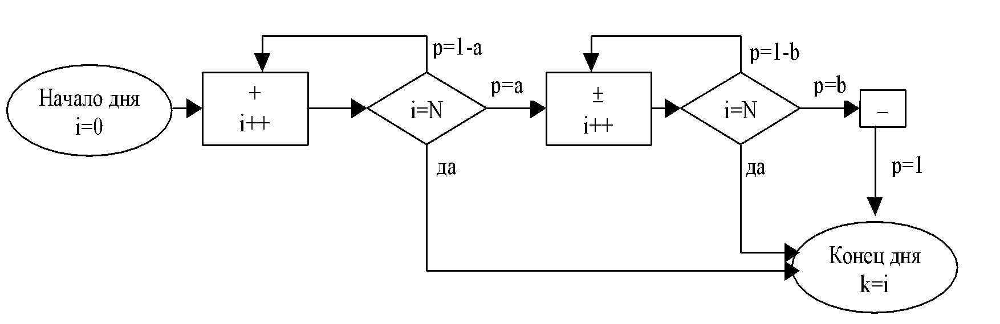 Начало дня
i=0
+
i++
p=1-a
i=N
да
p=a
±
i++
p=1-b
i=N
да
p=b
–
p=1
Конец дня
k=i